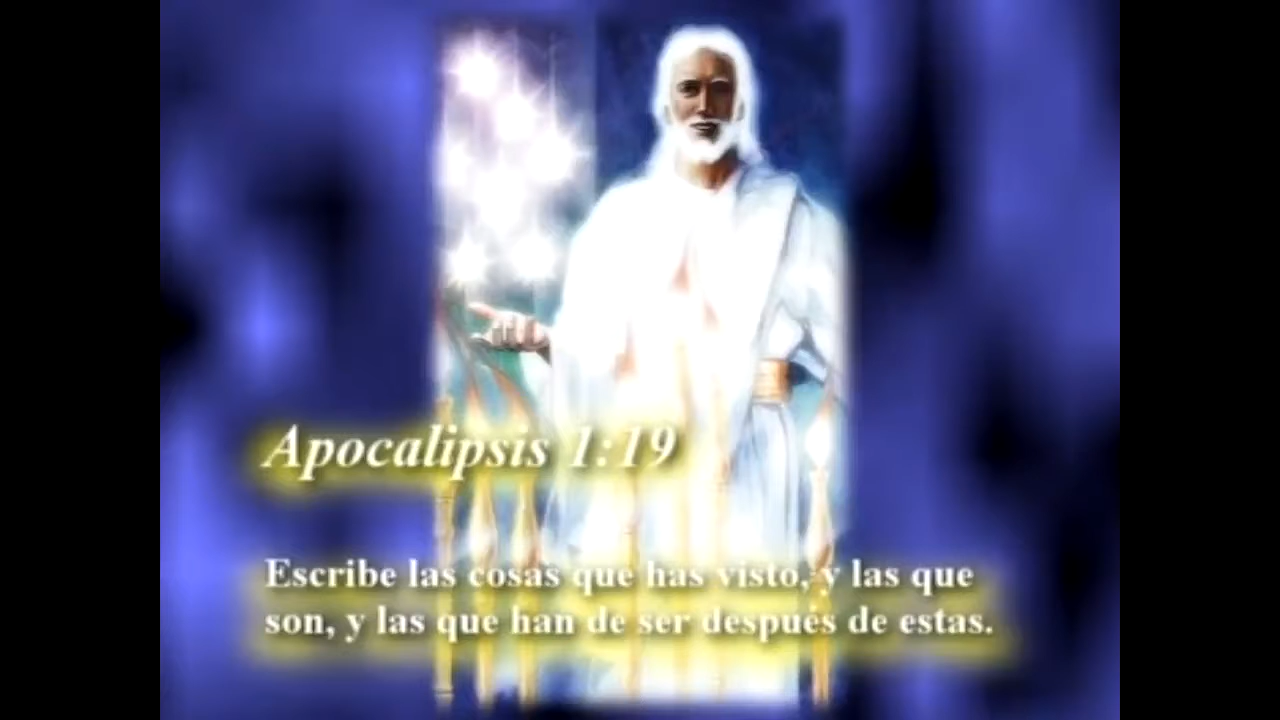 Apocalipsis 1:19
Escribe las cosas que has visto, y las que
son, y las que han de ser después de estas.